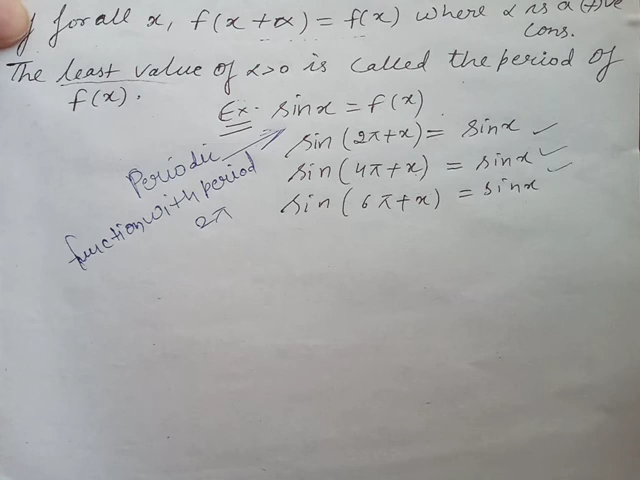 for all x, f(x+α) = f(x) where α is a (+)ve
cons.
The least value of α>0 is called the period of
f(x).
Ex. sinx = f(x)
sin(2π+x) = sinx ✓
sin(4π+x) = sinx ✓
sin(6π+x) = sinx ✓
Periodic
function with period
2π